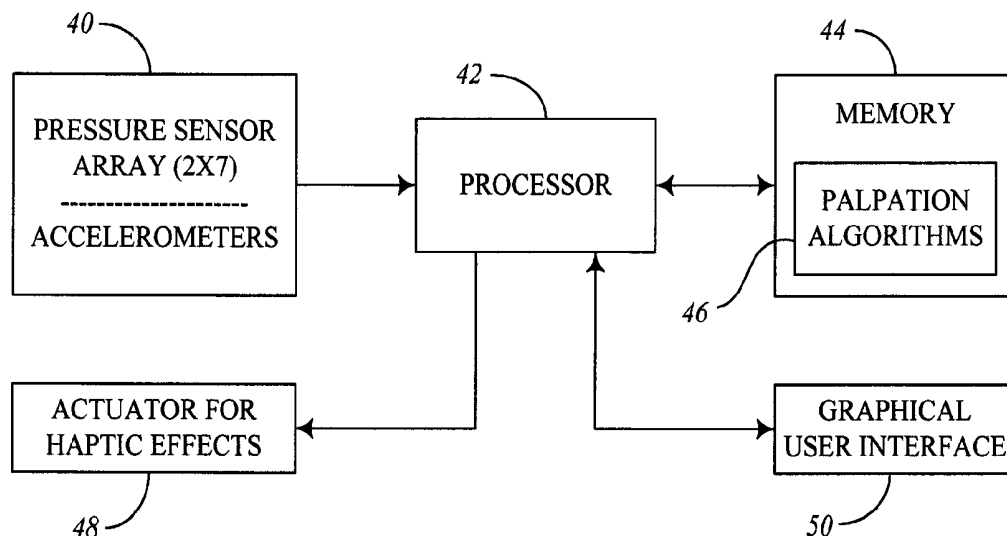 40
PRESSURE SENSOR
ARRAY (2X7)
ACCELEROMETERS
42
PROCESSOR
44
MEMORY
PALPATION
ALGORITHMS
46
ACTUATOR FOR
HAPTIC EFFECTS
48
GRAPHICAL
USER INTERFACE
50